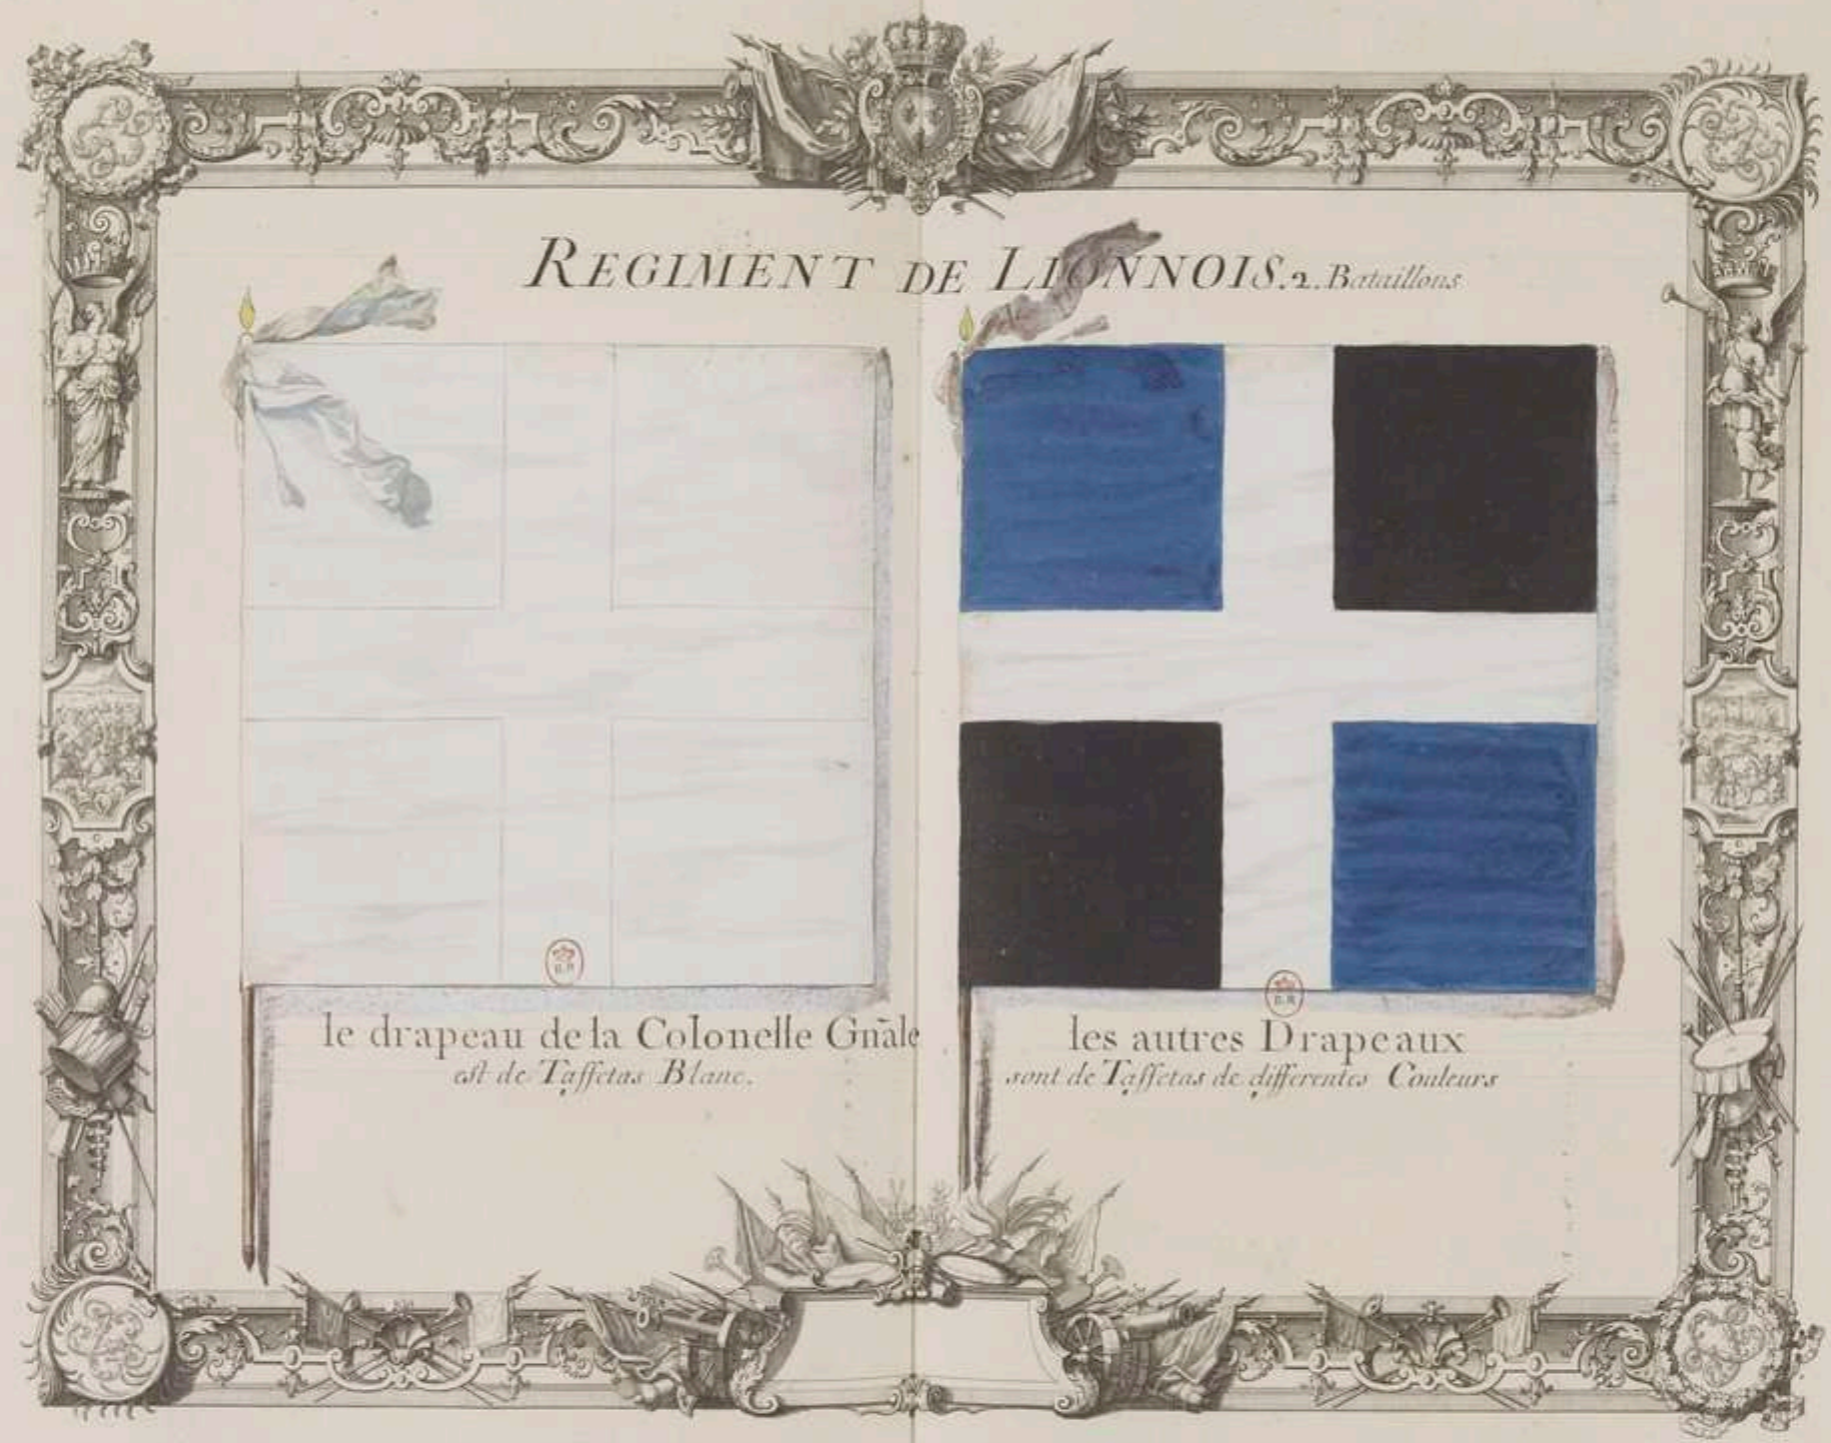 REGIMENT DE LIONNOIS. 2. Bataillons
le drapeau de la Colonelle Gñale
est de Taffetas Blanc.
les autres Drapeaux
sont de Taffetas de differentes Couleurs
B.R
B.R